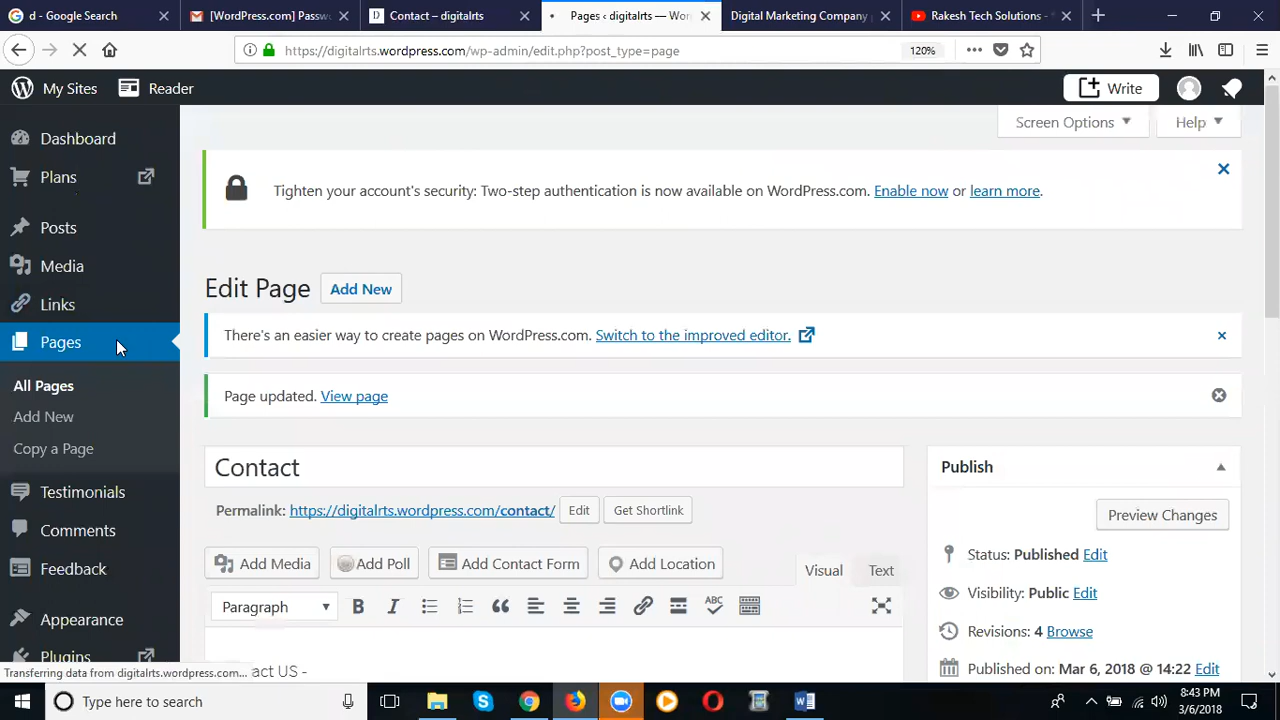 d - Google Search
[WordPress.com] Passw
Contact – digitalrts
Pages ‹ digitalrts — Wor
Digital Marketing Company
Rakesh Tech Solutions -
https://digitalrts.wordpress.com/wp-admin/edit.php?post_type=page
120%
My Sites
Reader
Write
Screen Options
Help
Dashboard
Plans
Posts
Media
Links
Pages
All Pages
Add New
Copy a Page
Testimonials
Comments
Feedback
Appearance
Plugins
Tighten your account's security: Two-step authentication is now available on WordPress.com. Enable now or learn more.
Edit Page
Add New
There's an easier way to create pages on WordPress.com. Switch to the improved editor.
Page updated. View page
Contact
Permalink: https://digitalrts.wordpress.com/contact/
Edit
Get Shortlink
Add Media
Add Poll
Add Contact Form
Add Location
Visual
Text
Paragraph
B
I
ABC
act US -
Publish
Preview Changes
Status: Published Edit
Visibility: Public Edit
Revisions: 4 Browse
Published on: Mar 6, 2018 @ 14:22 Edit
Transferring data from digitalrts.wordpress.com...
Type here to search
8:43 PM
3/6/2018